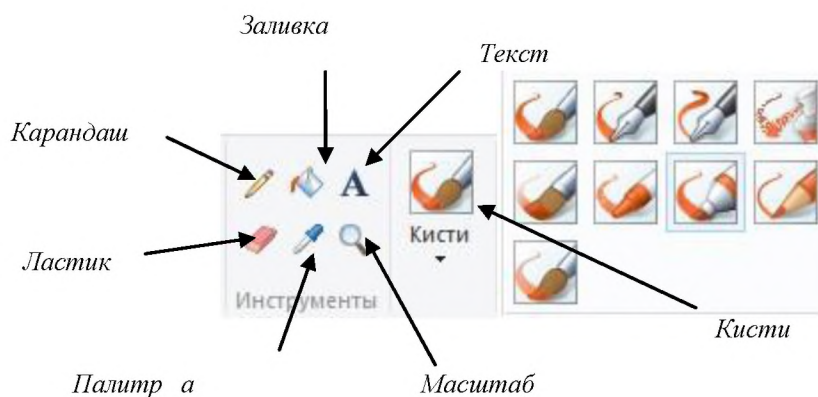 Заливка
Текст
Карандаш
A
Кисти
Ластик
Инструменты
Кисти
Палитр а
Масштаб